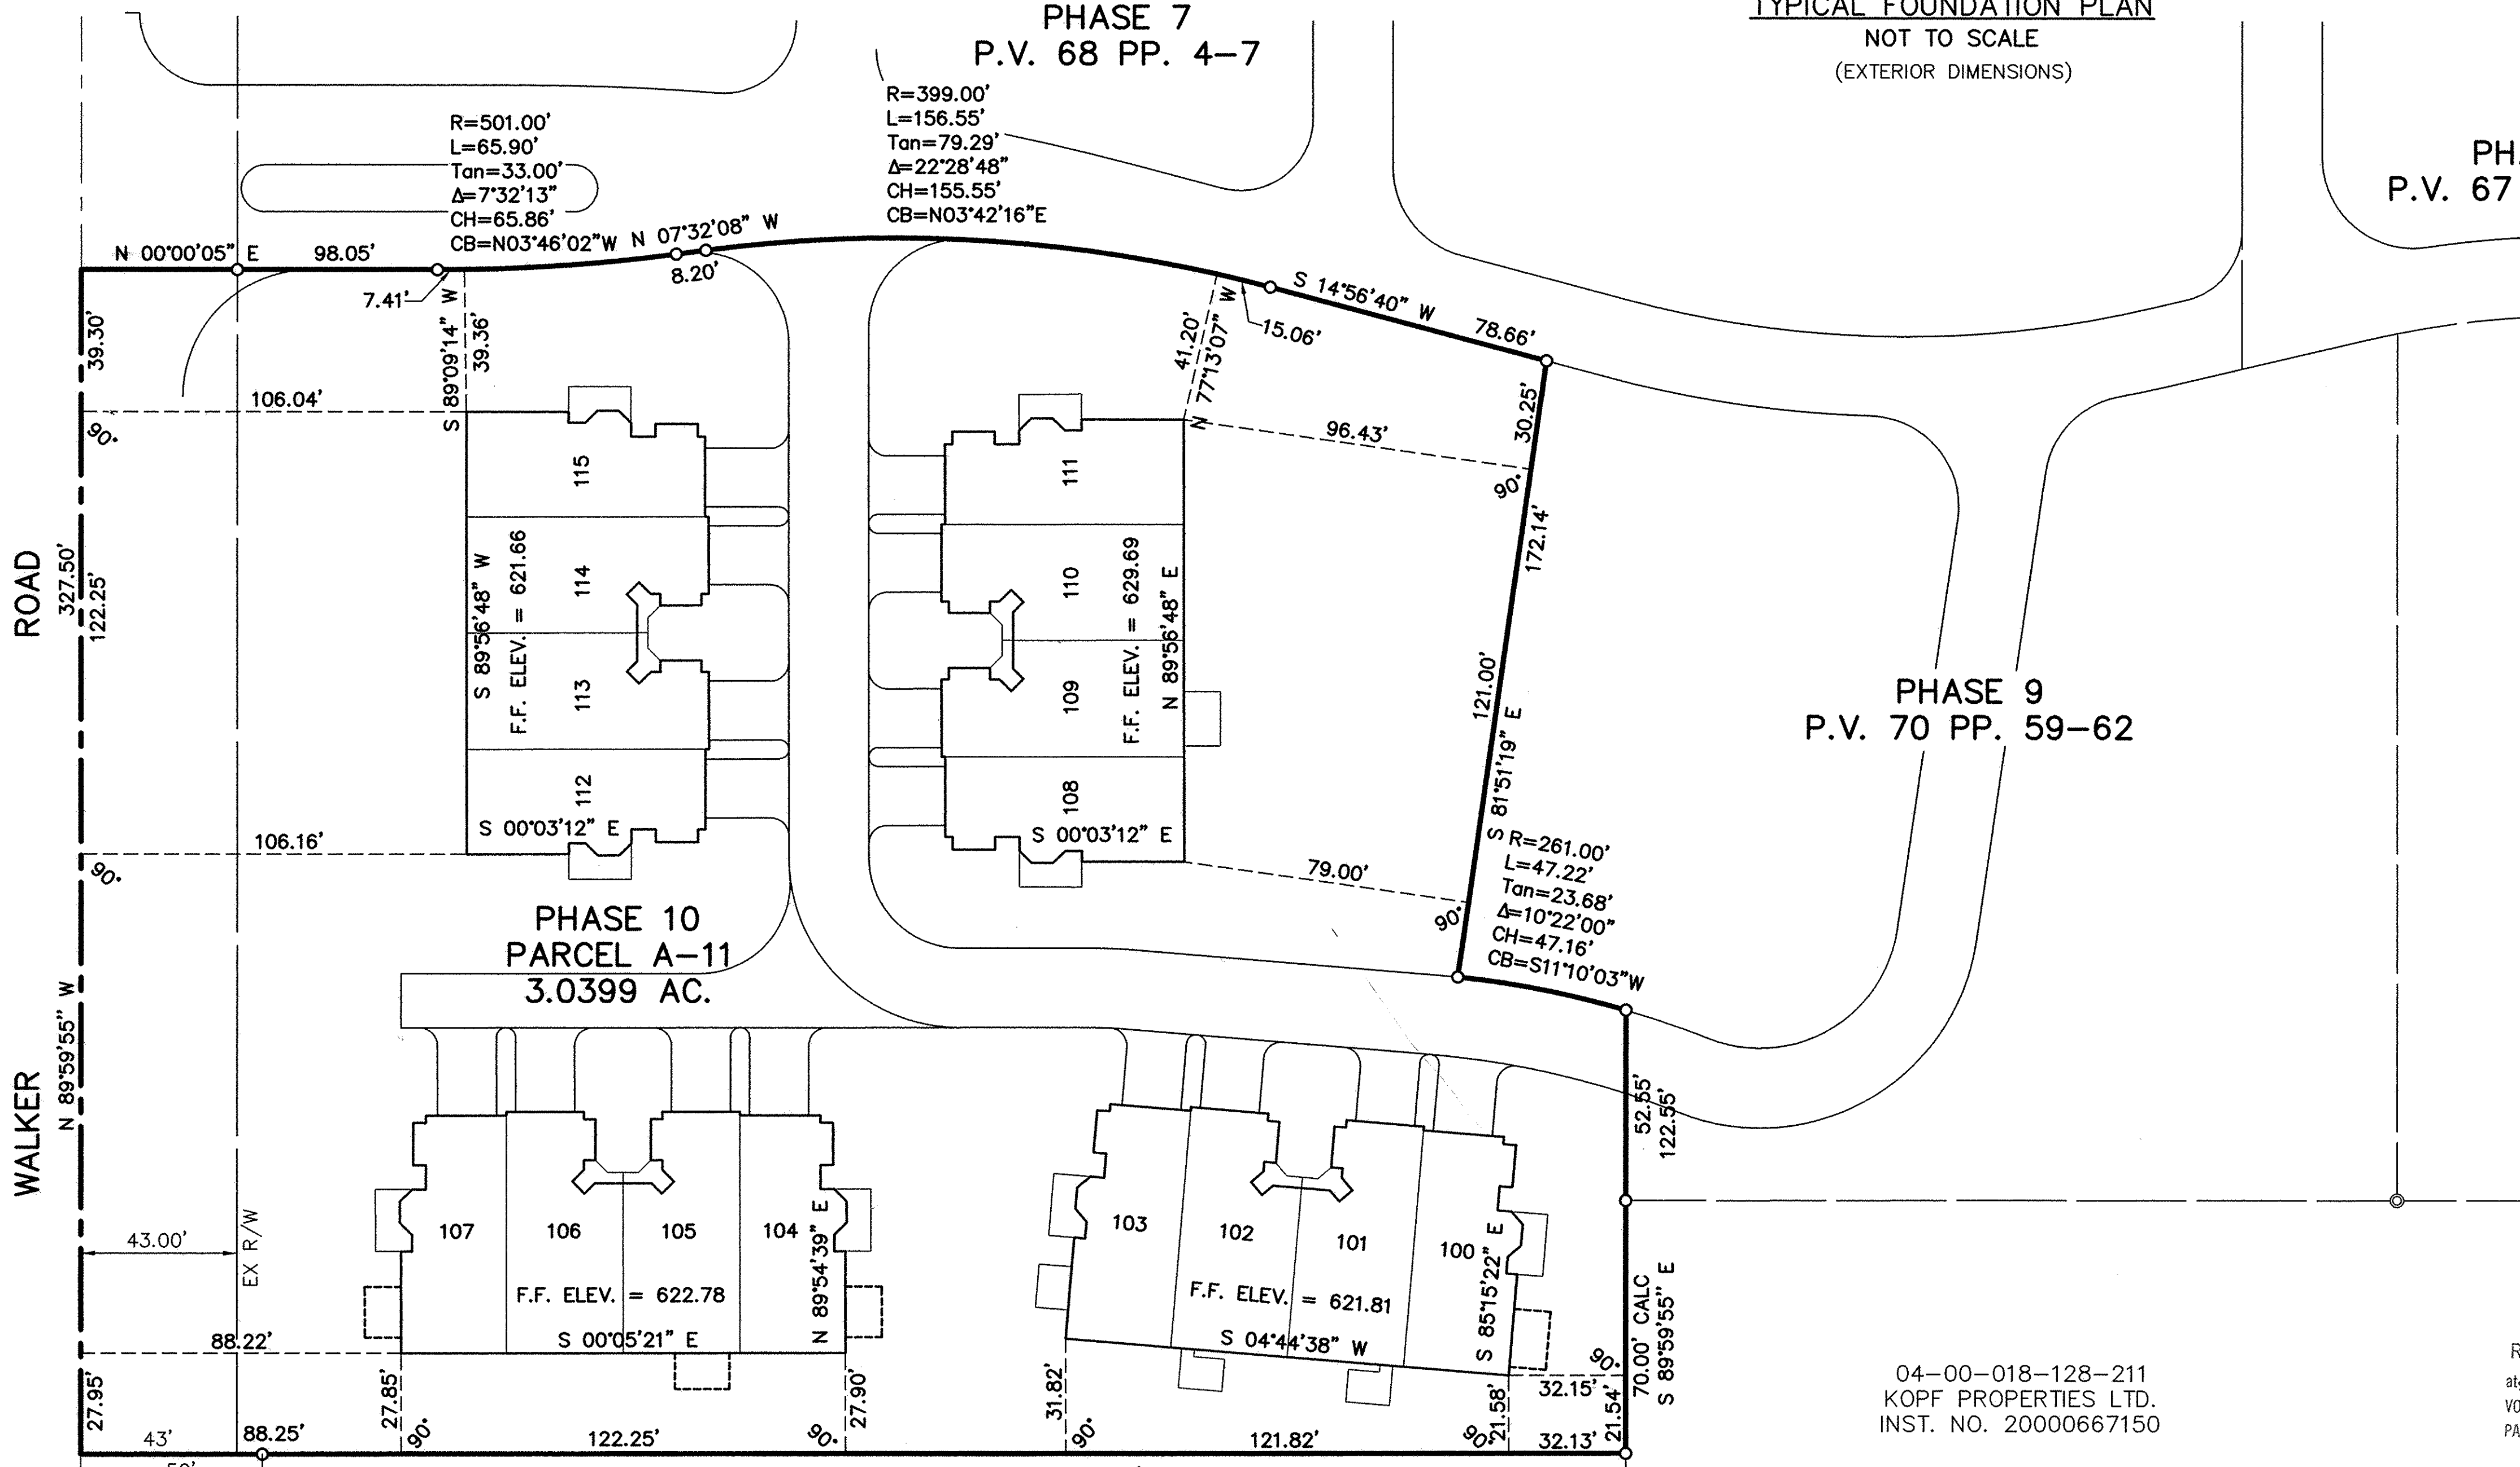 PHASE 7
P.V. 68 PP. 4-7
TYPICAL FOUNDATION PLAN
NOT TO SCALE
(EXTERIOR DIMENSIONS)
P.V. 67
R=501.00'
L=65.90'
Tan=33.00'
Δ=7°32'13"
CH=65.86'
CB=N03°46'02"W
R=399.00'
L=156.55'
Tan=79.29'
Δ=22°28'48"
CH=155.55'
CB=N03°42'16"E
N 00°00'05" E
98.05'
N 07°32'08" W
8.20'
7.41'
S 89°09'14" W
39.36'
39.30'
106.04'
90°
S 14°56'40" W
78.66'
15.06'
41.20'
N 77°13'07" W
96.43'
30.25'
90°
172.14'
121.00'
S 81°51'19" E
115
114
113
112
S 89°56'48" W
F.F. ELEV. = 621.66
S 00°03'12" E
111
110
109
108
F.F. ELEV. = 629.69
N 89°56'48" E
S 00°03'12" E
79.00'
90°
106.16'
90°
ROAD
327.50'
122.25'
WALKER
N 89°59'55" W
PHASE 9
P.V. 70 PP. 59-62
R=261.00'
L=47.22'
Tan=23.68'
Δ=10°22'00"
CH=47.16'
CB=S11°10'03"W
PHASE 10
PARCEL A-11
3.0399 AC.
52.55'
122.55'
107
106
105
104
N 89°54'39" E
F.F. ELEV. = 622.78
S 00°05'21" E
103
102
101
100
S 85°15'22" E
F.F. ELEV. = 621.81
S 04°44'38" W
43.00'
EX R/W
88.22'
27.95'
27.85'
90°
27.90'
90°
31.82'
90°
21.58'
90°
32.15'
90°
21.54'
70.00' CALC
S 89°59'55" E
43'
88.25'
122.25'
121.82'
32.13'
04-00-018-128-211
KOPF PROPERTIES LTD.
INST. NO. 20000667150